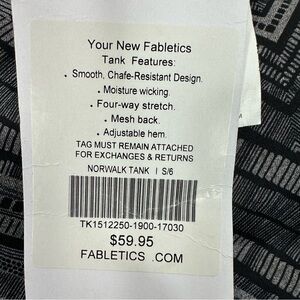 Your New Fabletics
Tank Features:
. Smooth, Chafe-Resistant Design.
. Moisture wicking.
. Four-way stretch.
. Mesh back.
. Adjustable hem.
TAG MUST REMAIN ATTACHED
FOR EXCHANGES & RETURNS
NORWALK TANK I S/6
TK1512250-1900-17030
$59.95
FABLETICS .COM